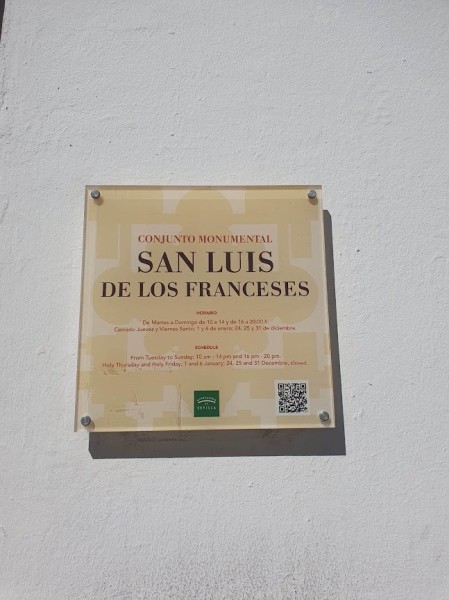 CONJUNTO MONUMENTAL
SAN LUIS
DE LOS FRANCESES
HORARIO
De Martes a Domingo de 10 a 14 y de 16 a 20:00 h.
Cerrado Jueves y Viernes Santo; 1 y 6 de enero; 24, 25 y 31 de diciembre
SCHEDULE
From Tuesday to Sunday: 10 am - 14 pm and 16 pm - 20 pm.
Holy Thursday and Holy Friday, 1 and 6 January; 24, 25 and 31 Decembre, closed.
SEVILLA